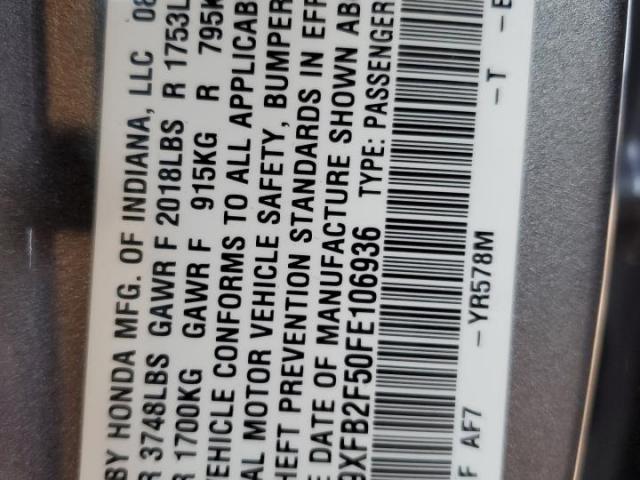 BY HONDA MFG. OF INDIANA, LLC 08
R 3748LBS GAWR F 2018LBS R 1753L
R 1700KG GAWR F 915KG R 795K
VEHICLE CONFORMS TO ALL APPLICAB
AL MOTOR VEHICLE SAFETY, BUMPER
HEFT PREVENTION STANDARDS IN EFF
E DATE OF MANUFACTURE SHOWN AB
9XFB2F50FE106936 TYPE: PASSENGER
F AF7 -YR578M -T -E